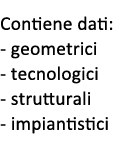 Contiene dati:
- geometrici
- tecnologici
- strutturali
- impiantistici